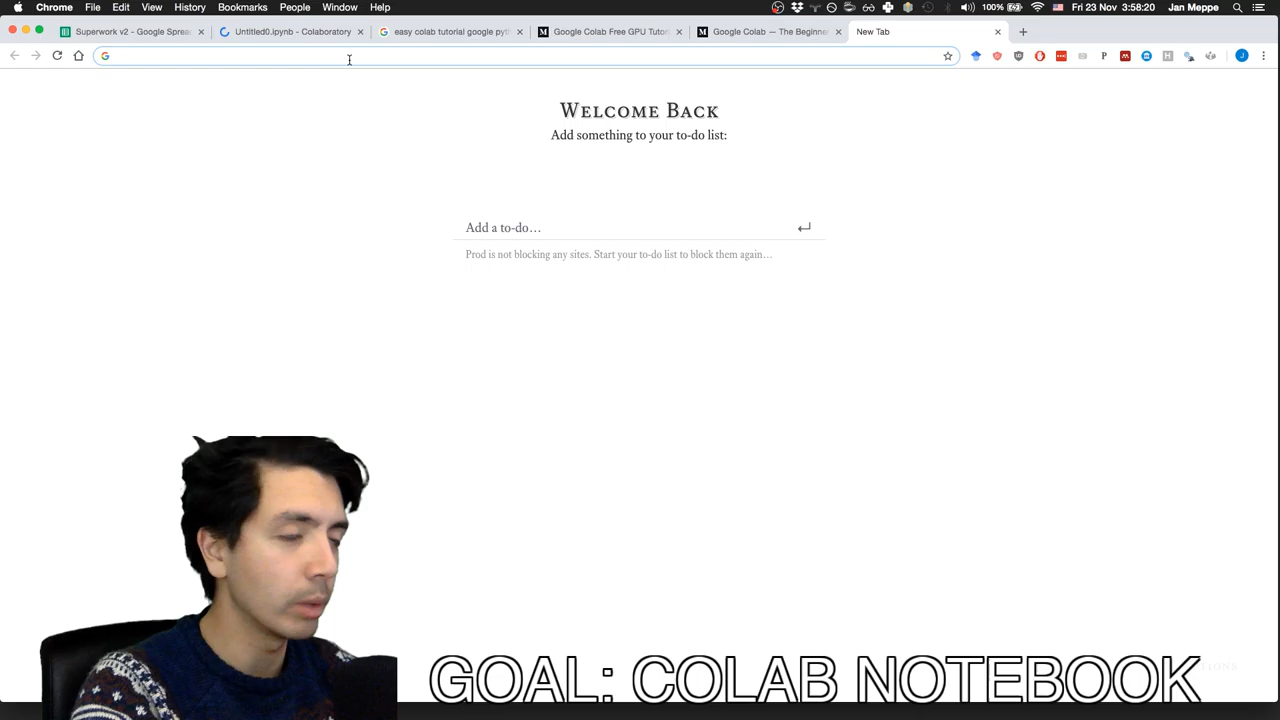 Chrome File Edit View History Bookmarks People Window Help 100% Fri 23 Nov 3:58:20 Jan Meppe
Superwork v2 - Google Sprea Untitled0.ipynb - Colaboratory easy colab tutorial google pyt Google Colab Free GPU Tutor Google Colab — The Beginne New Tab
Welcome Back
Add something to your to-do list:
Add a to-do…
Prod is not blocking any sites. Start your to-do list to block them again…
GOAL: COLAB NOTEBOOK